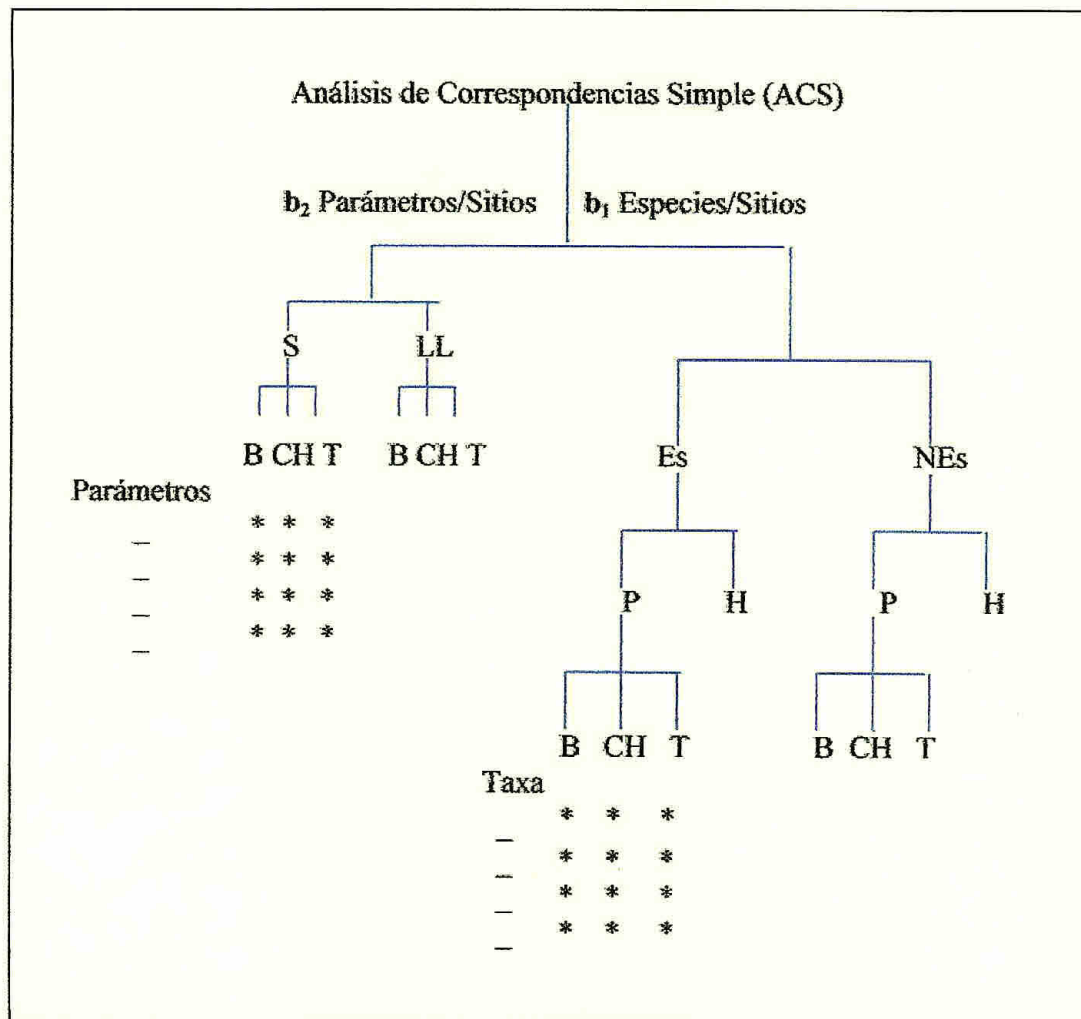 Análisis de Correspondencias Simple (ACS)
b₂ Parámetros/Sitios b₁ Especies/Sitios
S LL
B CH T B CH T Es NEs
Parámetros
* * *
_
* * *
_
* * *
_
* * *
_
P H P H
B CH T B CH T
Taxa
* * *
_
* * *
_
* * *
_
* * *
_